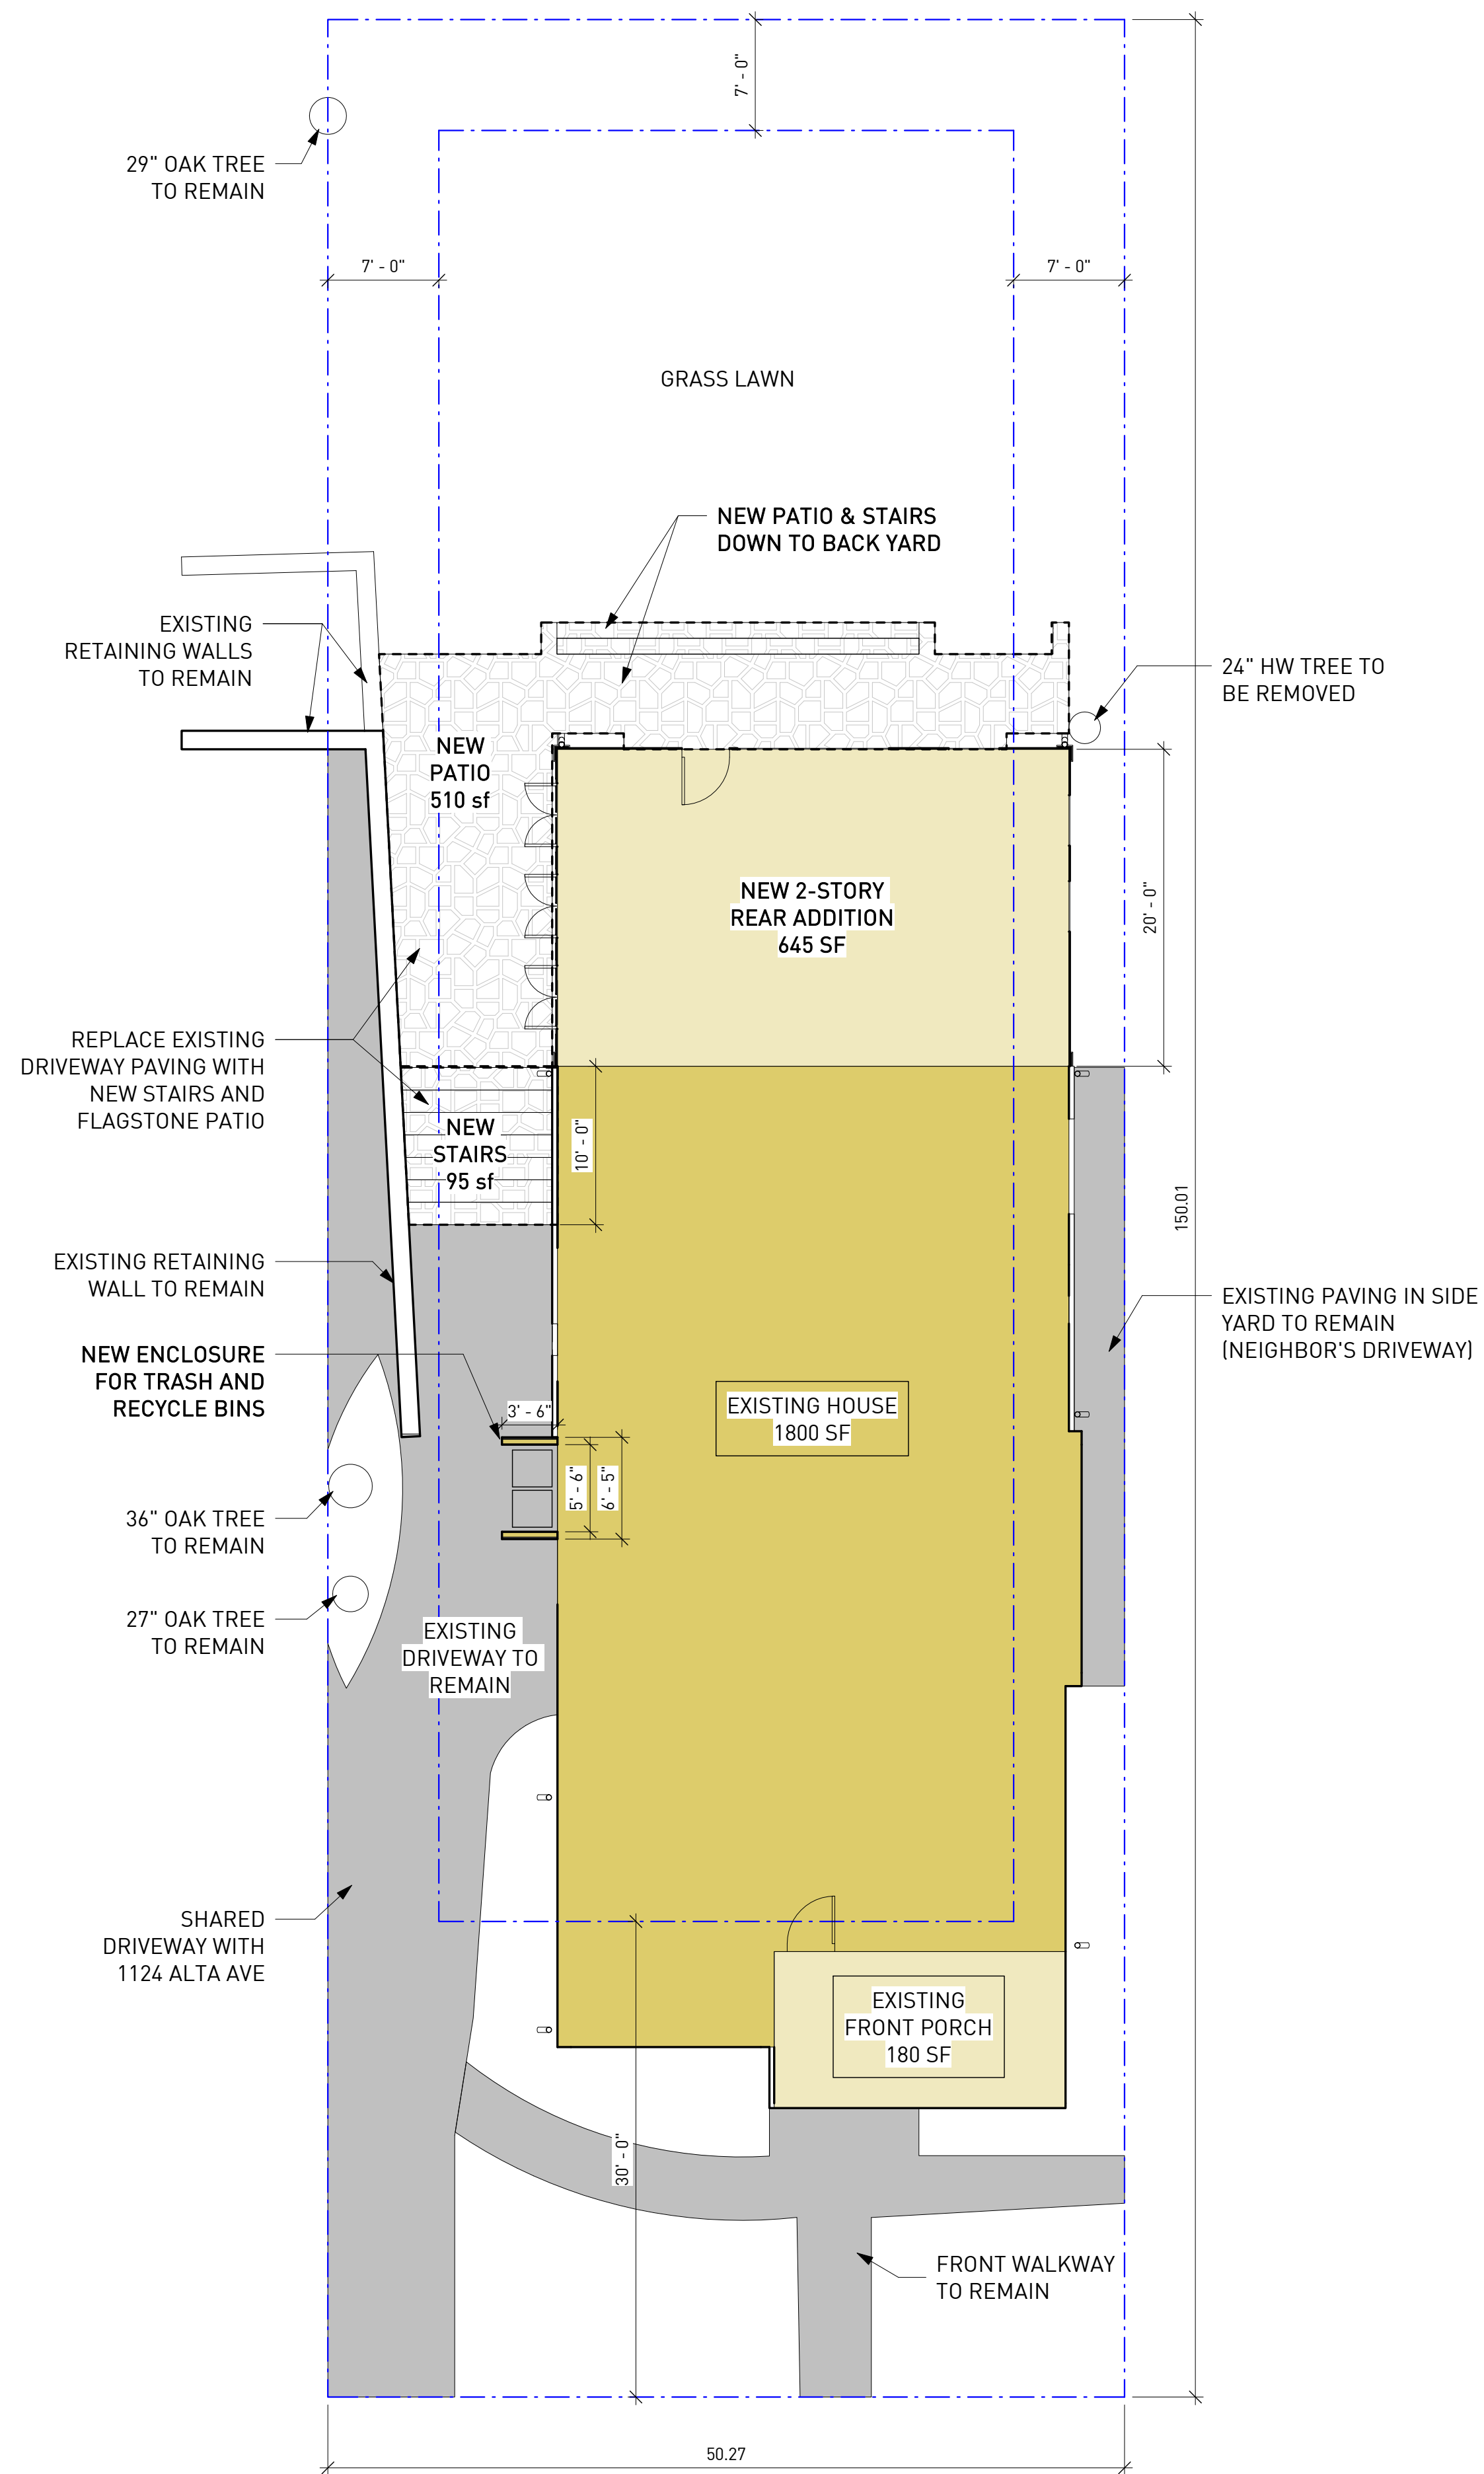 7' - 0"
29" OAK TREE
TO REMAIN
7' - 0"
7' - 0"
GRASS LAWN
NEW PATIO & STAIRS
DOWN TO BACK YARD
EXISTING
RETAINING WALLS
TO REMAIN
24" HW TREE TO
BE REMOVED
NEW
PATIO
510 sf
NEW 2-STORY
REAR ADDITION
645 SF
20' - 0"
REPLACE EXISTING
DRIVEWAY PAVING WITH
NEW STAIRS AND
FLAGSTONE PATIO
NEW
STAIRS
95 sf
10' - 0"
150.01
EXISTING RETAINING
WALL TO REMAIN
EXISTING PAVING IN SIDE
YARD TO REMAIN
(NEIGHBOR'S DRIVEWAY)
NEW ENCLOSURE
FOR TRASH AND
RECYCLE BINS
3' - 6"
EXISTING HOUSE
1800 SF
5' - 6"
6' - 5"
36" OAK TREE
TO REMAIN
27" OAK TREE
TO REMAIN
EXISTING
DRIVEWAY TO
REMAIN
SHARED
DRIVEWAY WITH
1124 ALTA AVE
EXISTING
FRONT PORCH
180 SF
30' - 0"
FRONT WALKWAY
TO REMAIN
50.27